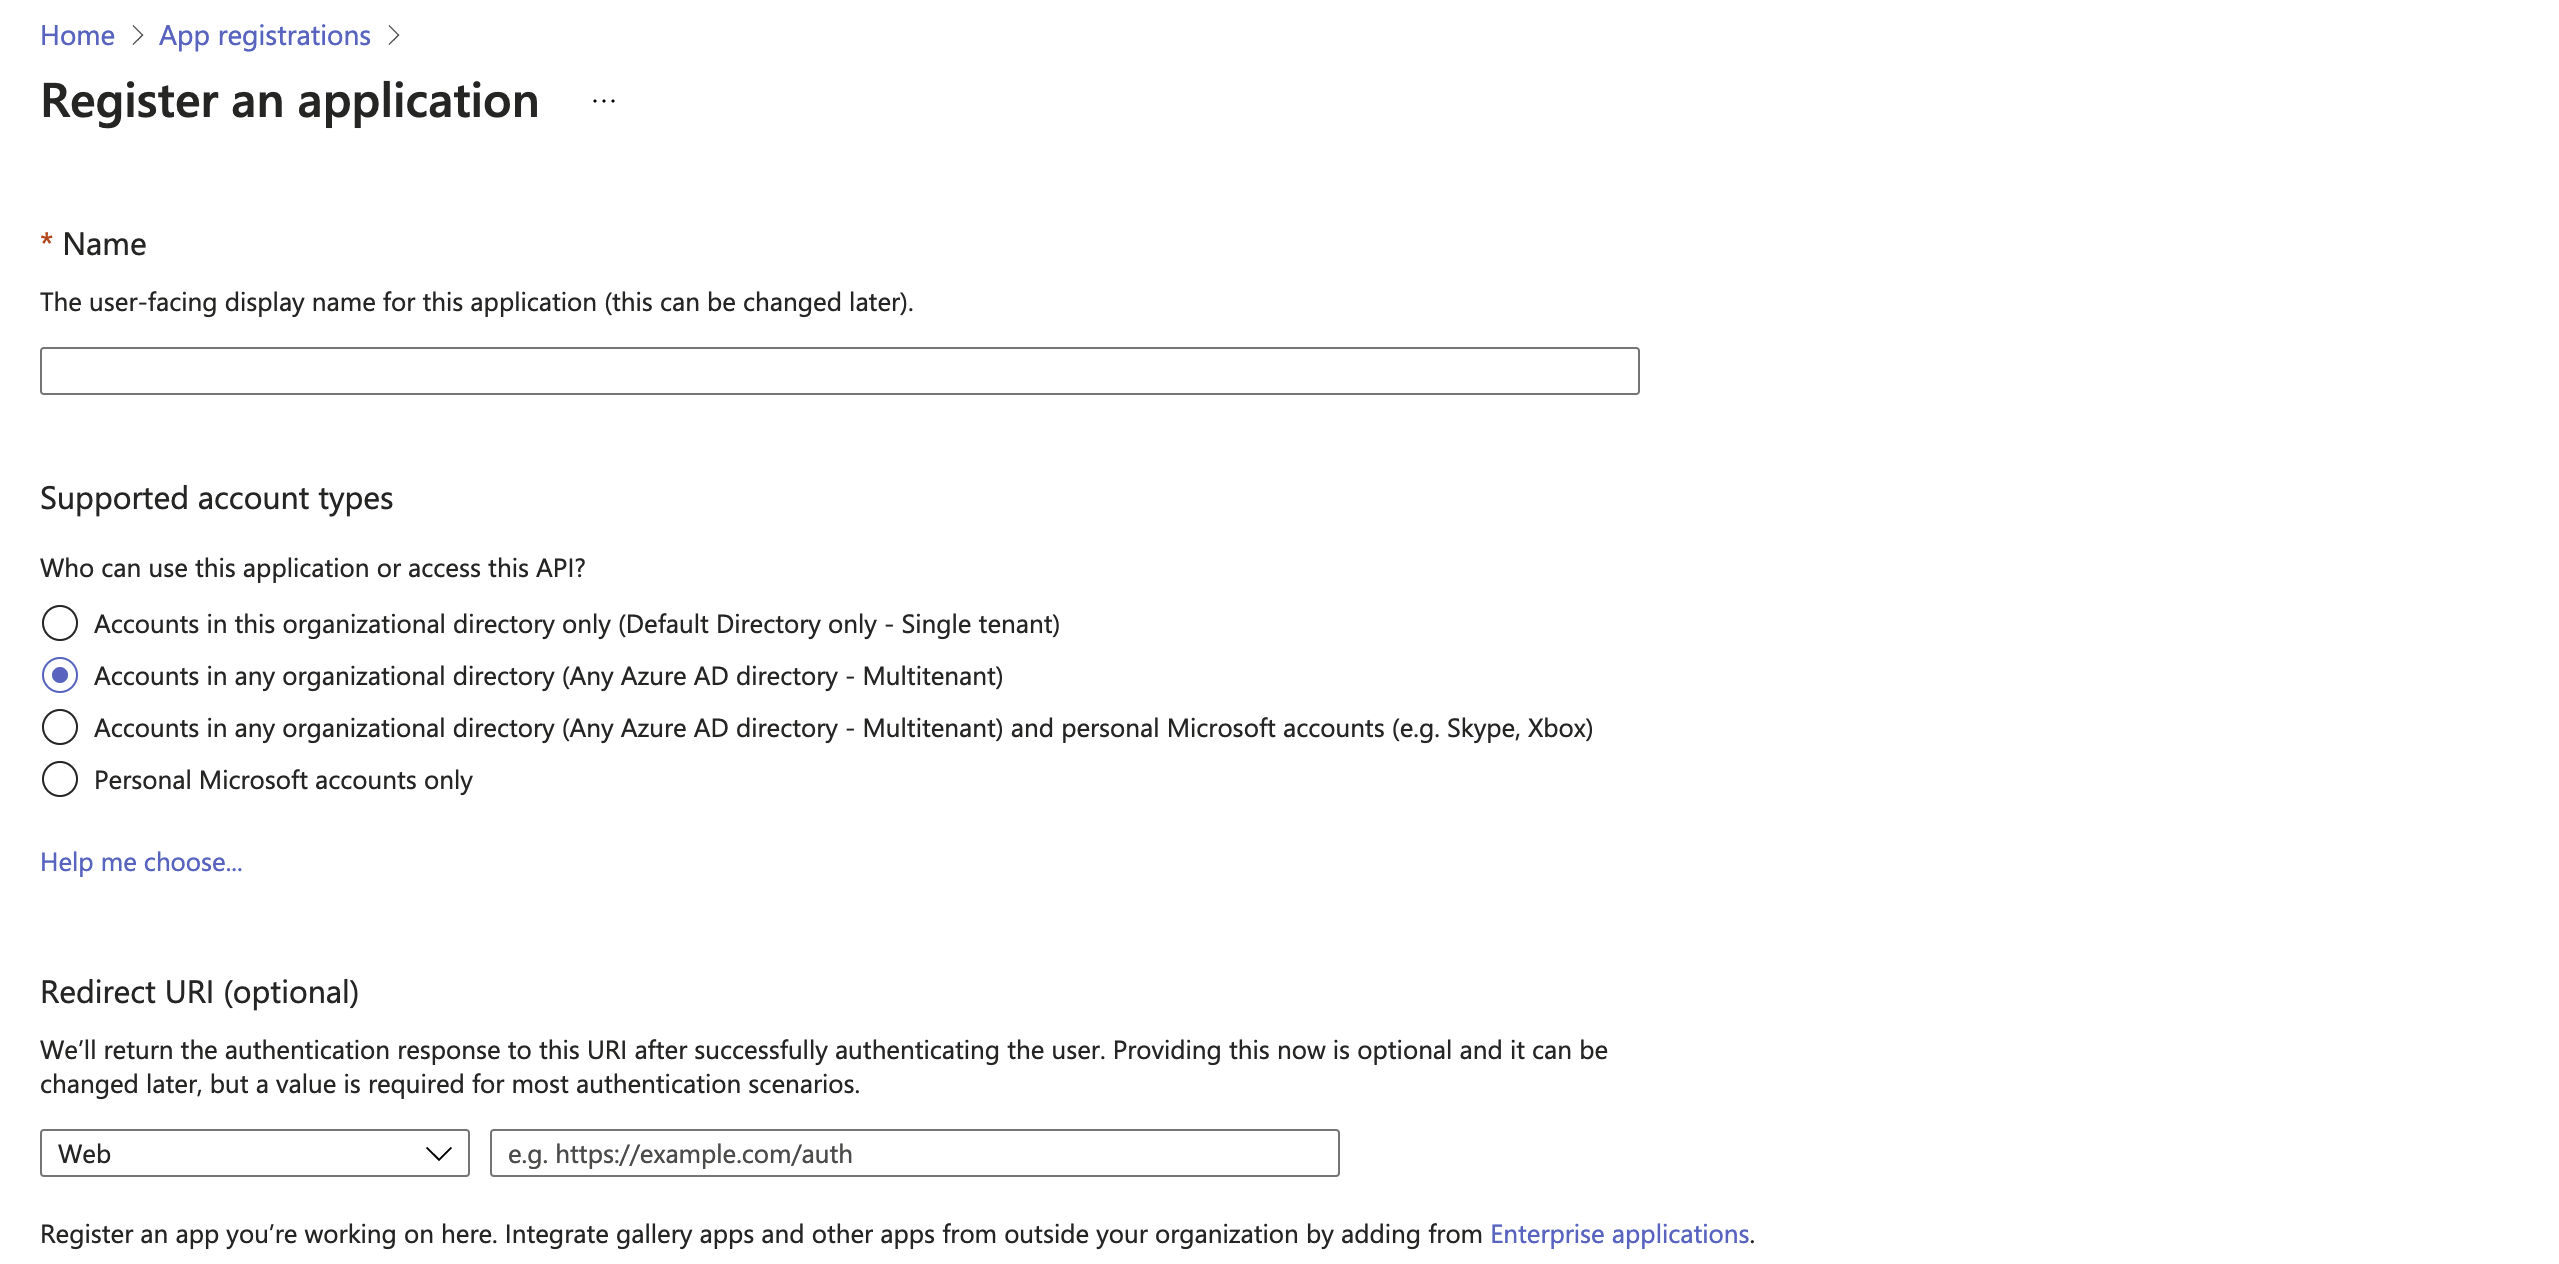 Home > App registrations >
Register an application ...
* Name
The user-facing display name for this application (this can be changed later).
Supported account types
Who can use this application or access this API?
Accounts in this organizational directory only (Default Directory only - Single tenant)
Accounts in any organizational directory (Any Azure AD directory - Multitenant)
Accounts in any organizational directory (Any Azure AD directory - Multitenant) and personal Microsoft accounts (e.g. Skype, Xbox)
Personal Microsoft accounts only
Help me choose...
Redirect URI (optional)
We’ll return the authentication response to this URI after successfully authenticating the user. Providing this now is optional and it can be
changed later, but a value is required for most authentication scenarios.
Web e.g. https://example.com/auth
Register an app you’re working on here. Integrate gallery apps and other apps from outside your organization by adding from Enterprise applications.